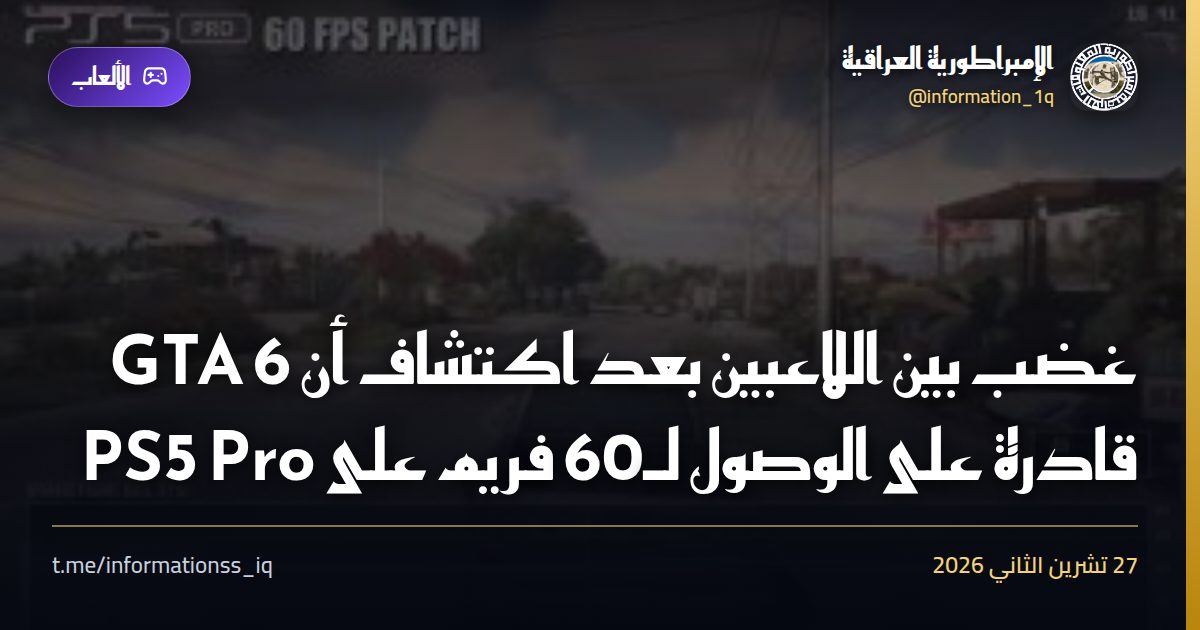 PS5 PRO 60 FPS PATCH
الألعاب
الإمبراطورية العراقية
@information_1q
غضب بين اللاعبين بعد اكتشاف أن GTA 6
قادرة على الوصول لـ60 فريم على PS5 Pro
27 تشرين الثاني 2026
t.me/informationss_iq